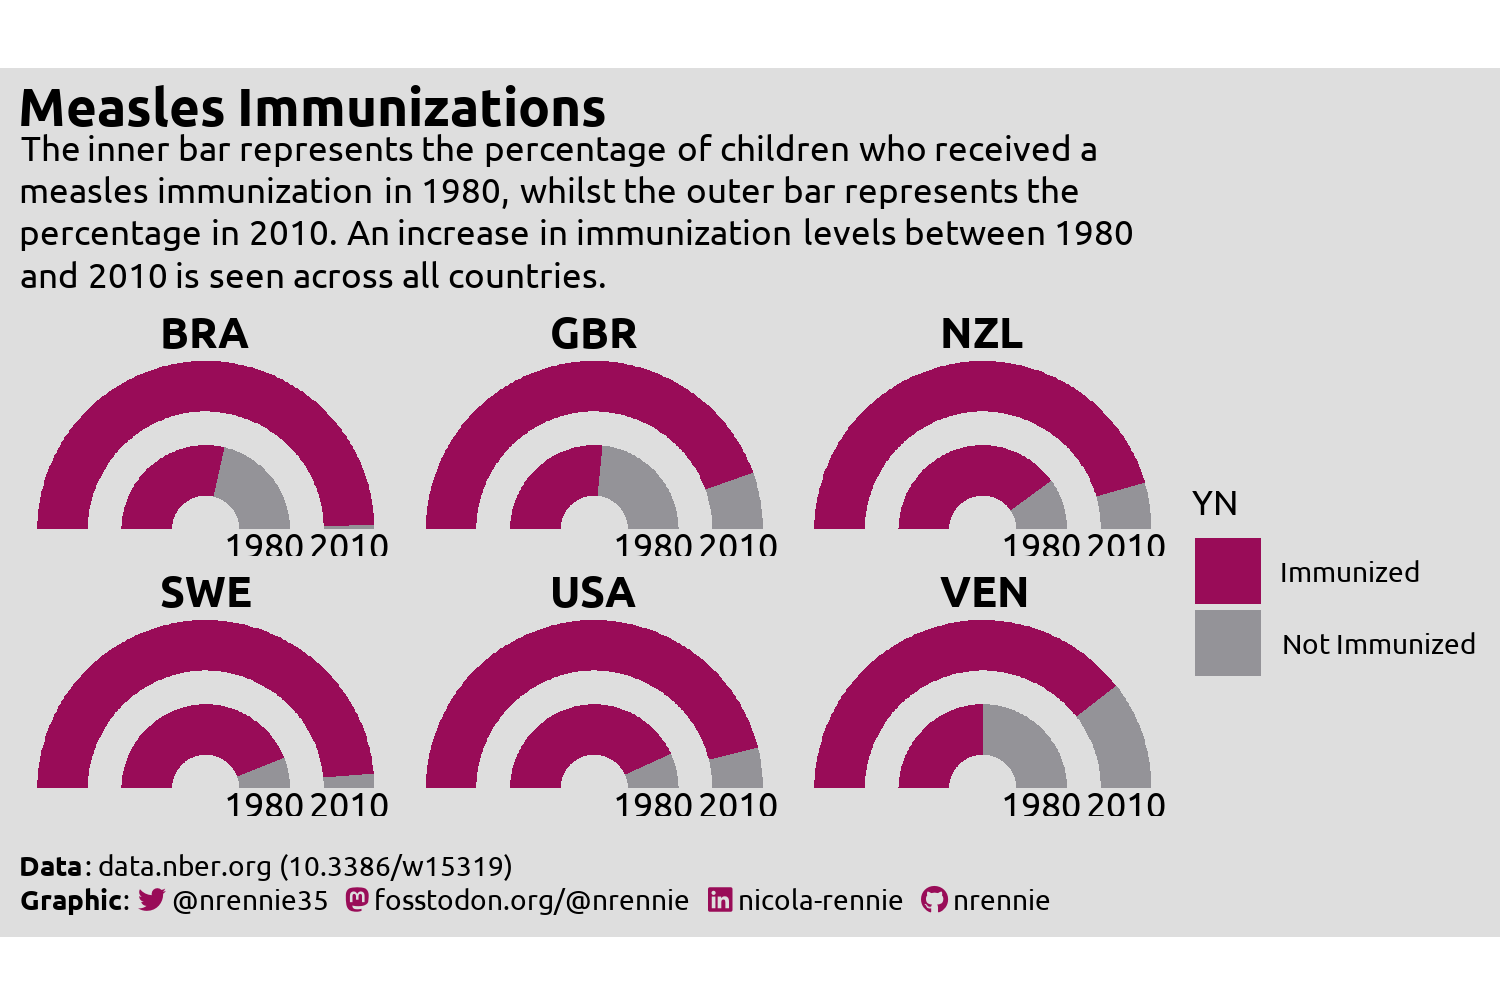 Measles Immunizations
The inner bar represents the percentage of children who received a
measles immunization in 1980, whilst the outer bar represents the
percentage in 2010. An increase in immunization levels between 1980
and 2010 is seen across all countries.
BRA GBR NZL
1980 2010 1980 2010 1980 2010
SWE USA VEN
1980 2010 1980 2010 1980 2010
YN
Immunized
Not Immunized
Data: data.nber.org (10.3386/w15319)
Graphic: @nrennie35 fosstodon.org/@nrennie nicola-rennie nrennie